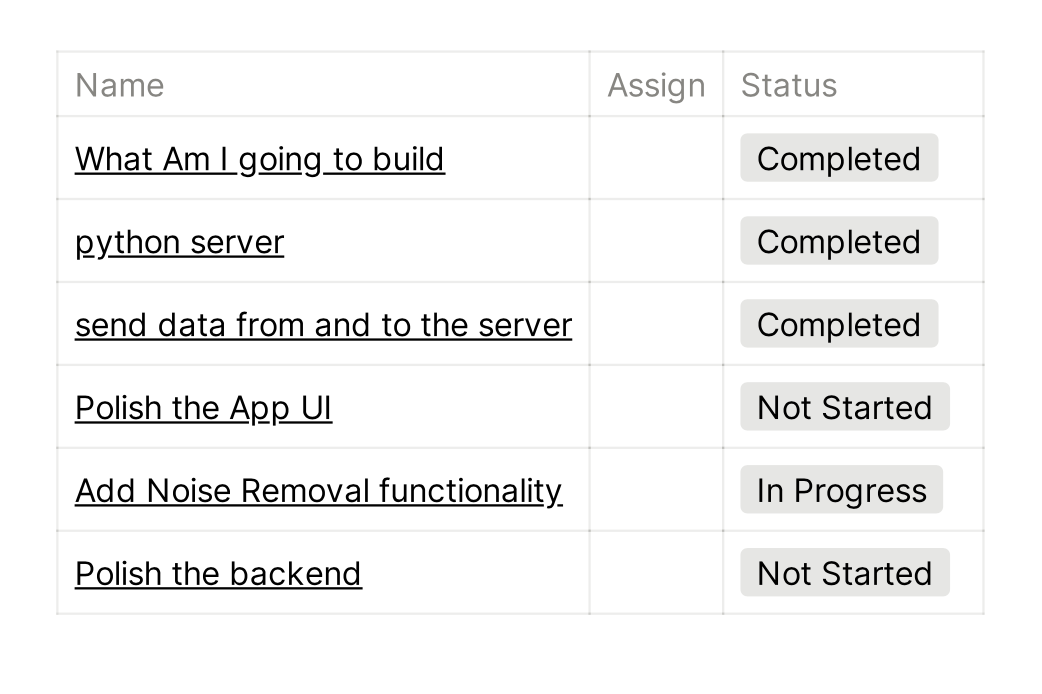 Name Assign Status
What Am I going to build Completed
python server Completed
send data from and to the server Completed
Polish the App UI Not Started
Add Noise Removal functionality In Progress
Polish the backend Not Started